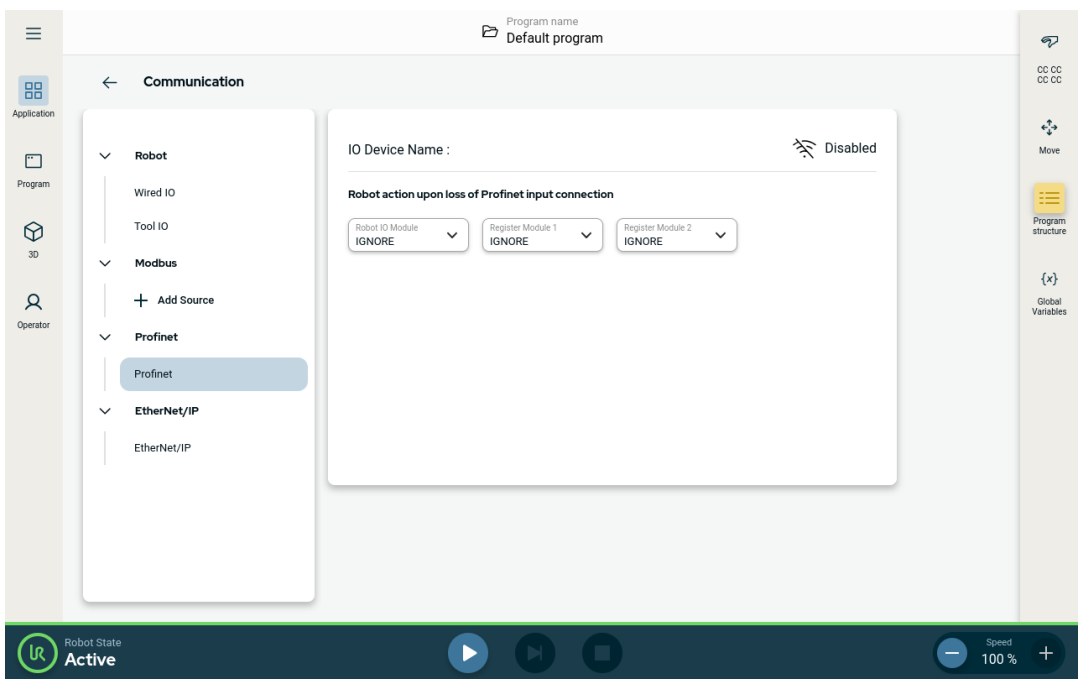 Program name
Default program
Communication
Application
Program
3D
Operator
Robot
Wired IO
Tool IO
Modbus
Add Source
Profinet
Profinet
EtherNet/IP
EtherNet/IP
IO Device Name :
Disabled
Robot action upon loss of Profinet input connection
Robot IO Module
IGNORE
Register Module 1
IGNORE
Register Module 2
IGNORE
CC CC
CC CC
Move
Program
structure
{x}
Global
Variables
UR
Robot State
Active
Speed
100 %